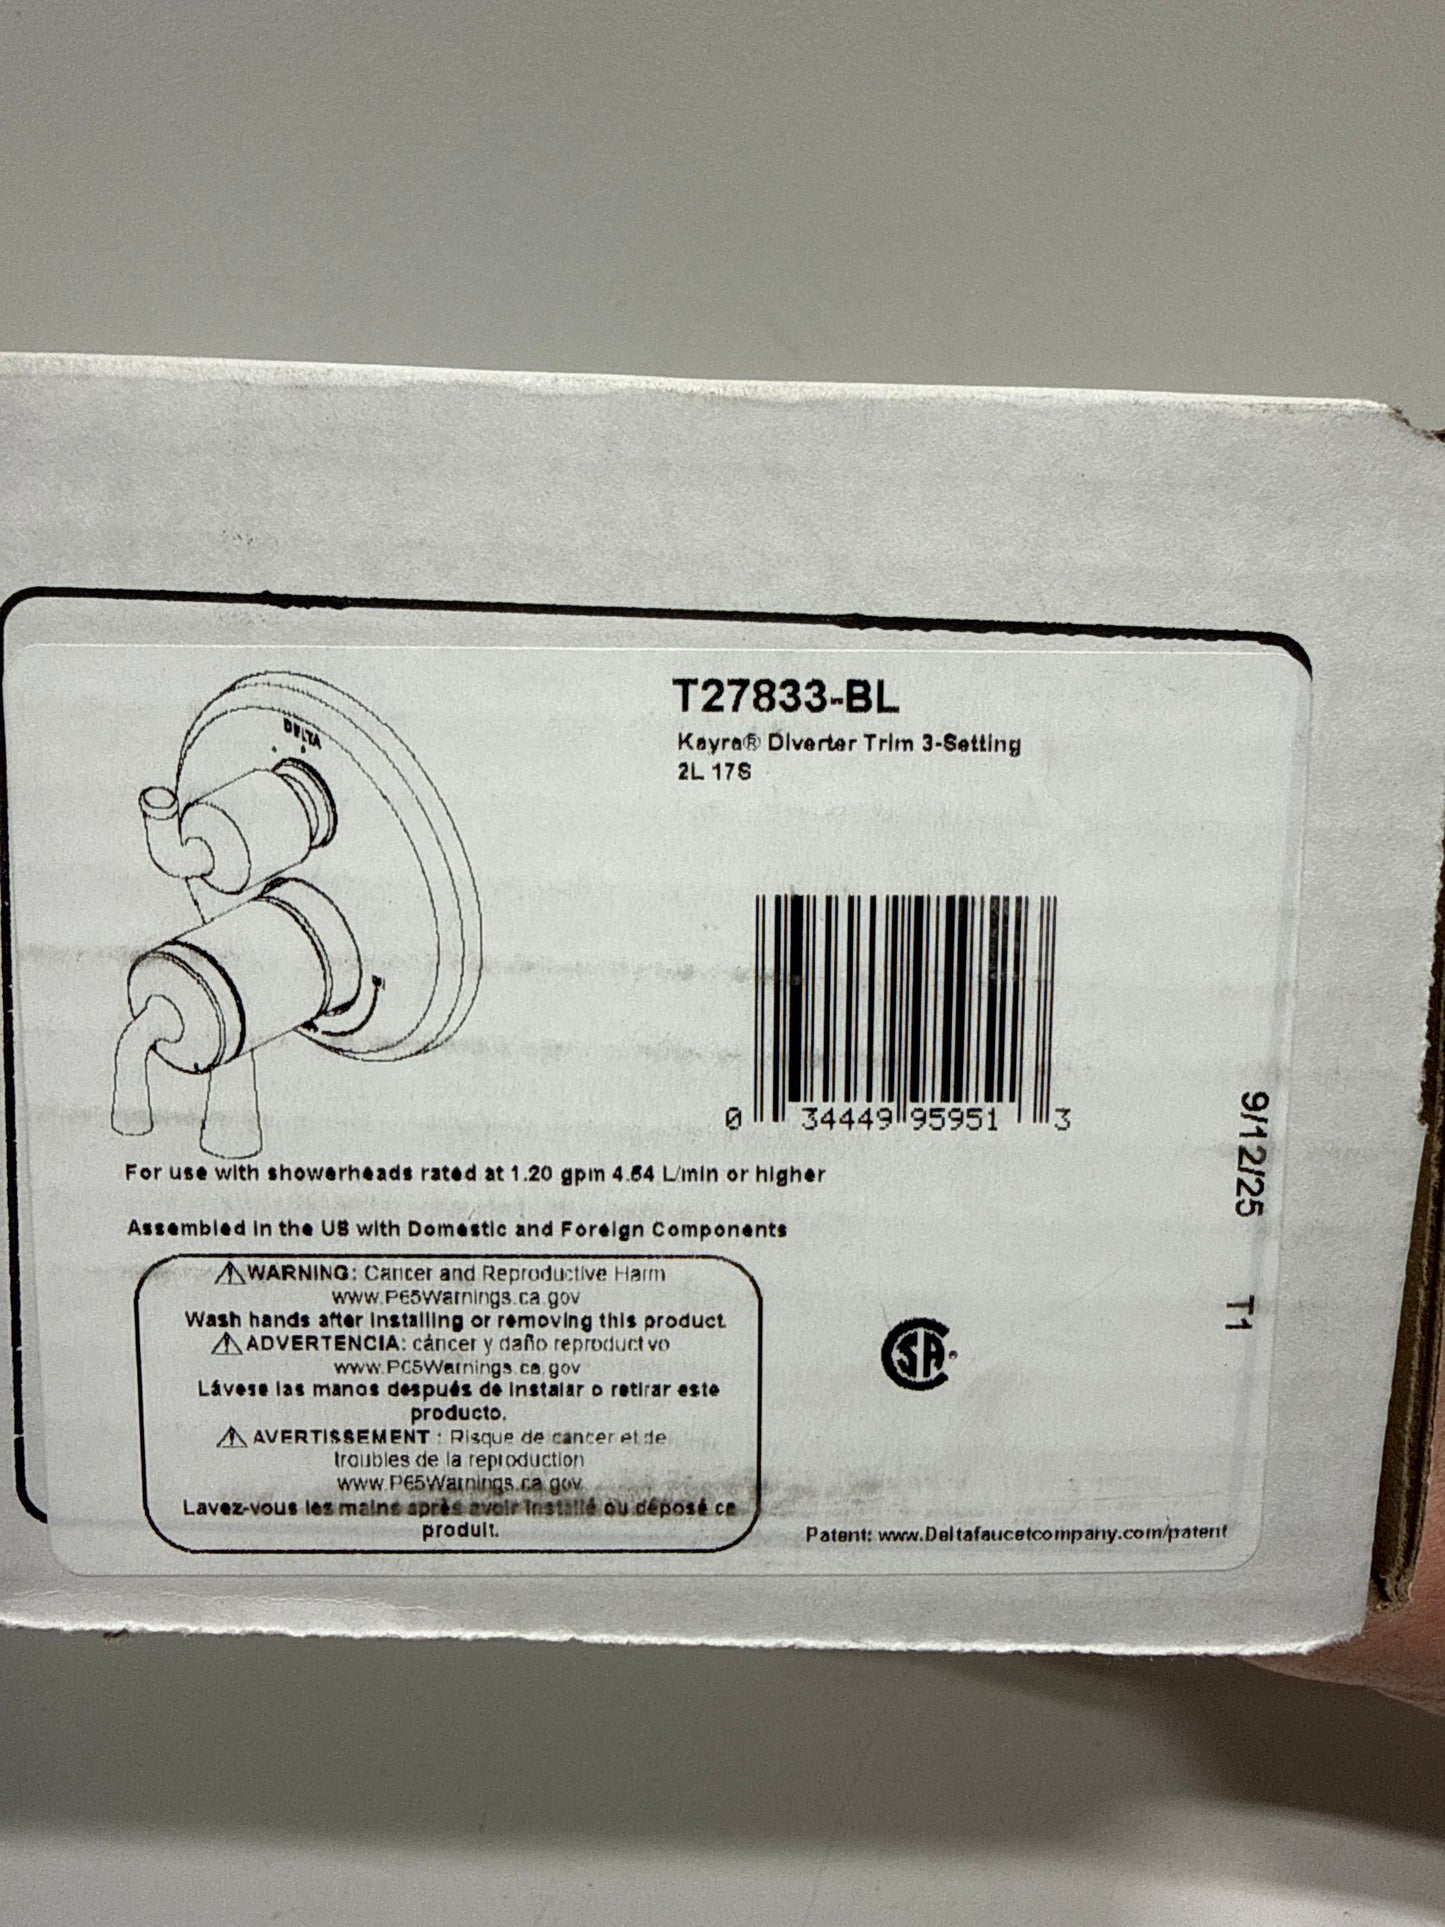 DELTA
T27833-BL
Kayra® Diverter Trim 3-Setting
2L 17S
0 34449 95951 3
For use with showerheads rated at 1.20 gpm 4.54 L/min or higher
Assembled in the US with Domestic and Foreign Components
⚠WARNING: Cancer and Reproductive Harm
www.P65Warnings.ca.gov
Wash hands after installing or removing this product.
⚠ADVERTENCIA: cáncer y daño reproductivo
www.P65Warnings.ca.gov
Lávese las manos después de instalar o retirar este
producto.
⚠AVERTISSEMENT : Risque de cancer et de
troubles de la reproduction
www.P65Warnings.ca.gov
Lavez-vous les mains après avoir installé ou déposé ce
produit.
SA
Patent: www.Deltafaucetcompany.com/patent
9/12/25 T1